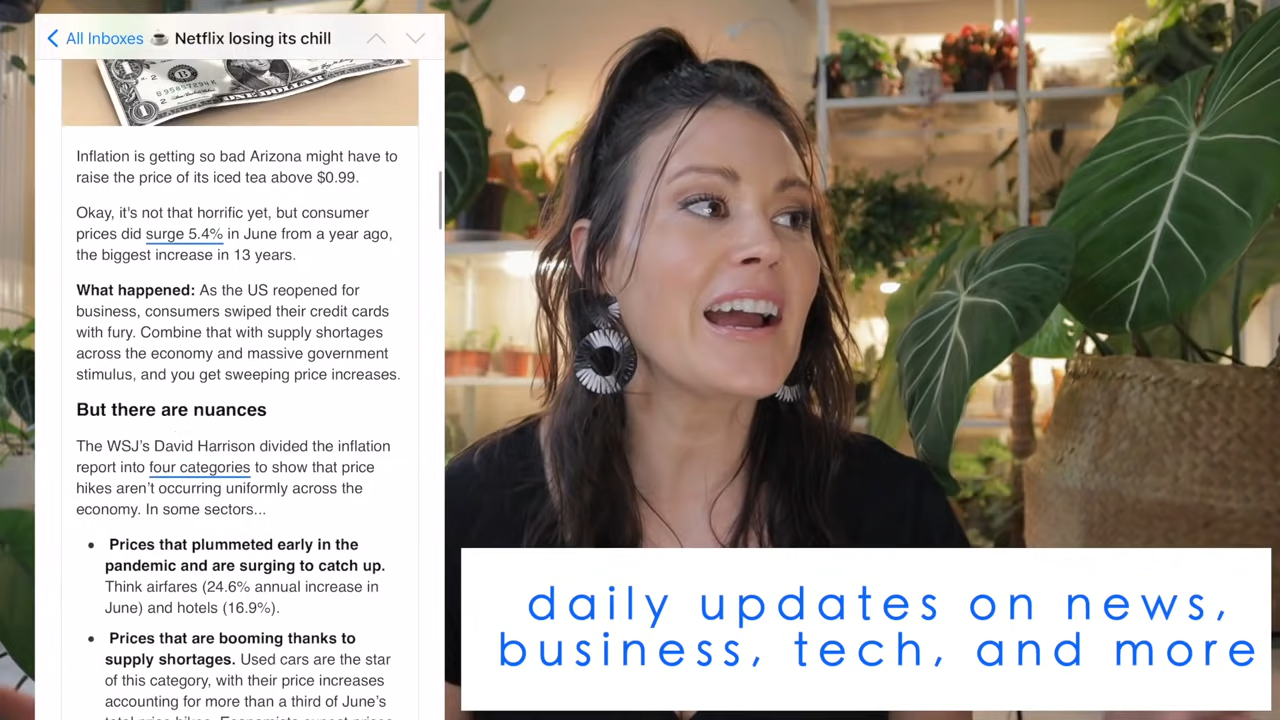 All Inboxes ☕ Netflix losing its chill
Inflation is getting so bad Arizona might have to
raise the price of its iced tea above $0.99.
Okay, it's not that horrific yet, but consumer
prices did surge 5.4% in June from a year ago,
the biggest increase in 13 years.
What happened: As the US reopened for
business, consumers swiped their credit cards
with fury. Combine that with supply shortages
across the economy and massive government
stimulus, and you get sweeping price increases.
But there are nuances
The WSJ's David Harrison divided the inflation
report into four categories to show that price
hikes aren't occurring uniformly across the
economy. In some sectors...
• Prices that plummeted early in the
pandemic and are surging to catch up.
Think airfares (24.6% annual increase in
June) and hotels (16.9%).
• Prices that are booming thanks to
supply shortages. Used cars are the star
of this category, with their price increases
accounting for more than a third of June's
daily updates on news,
business, tech, and more